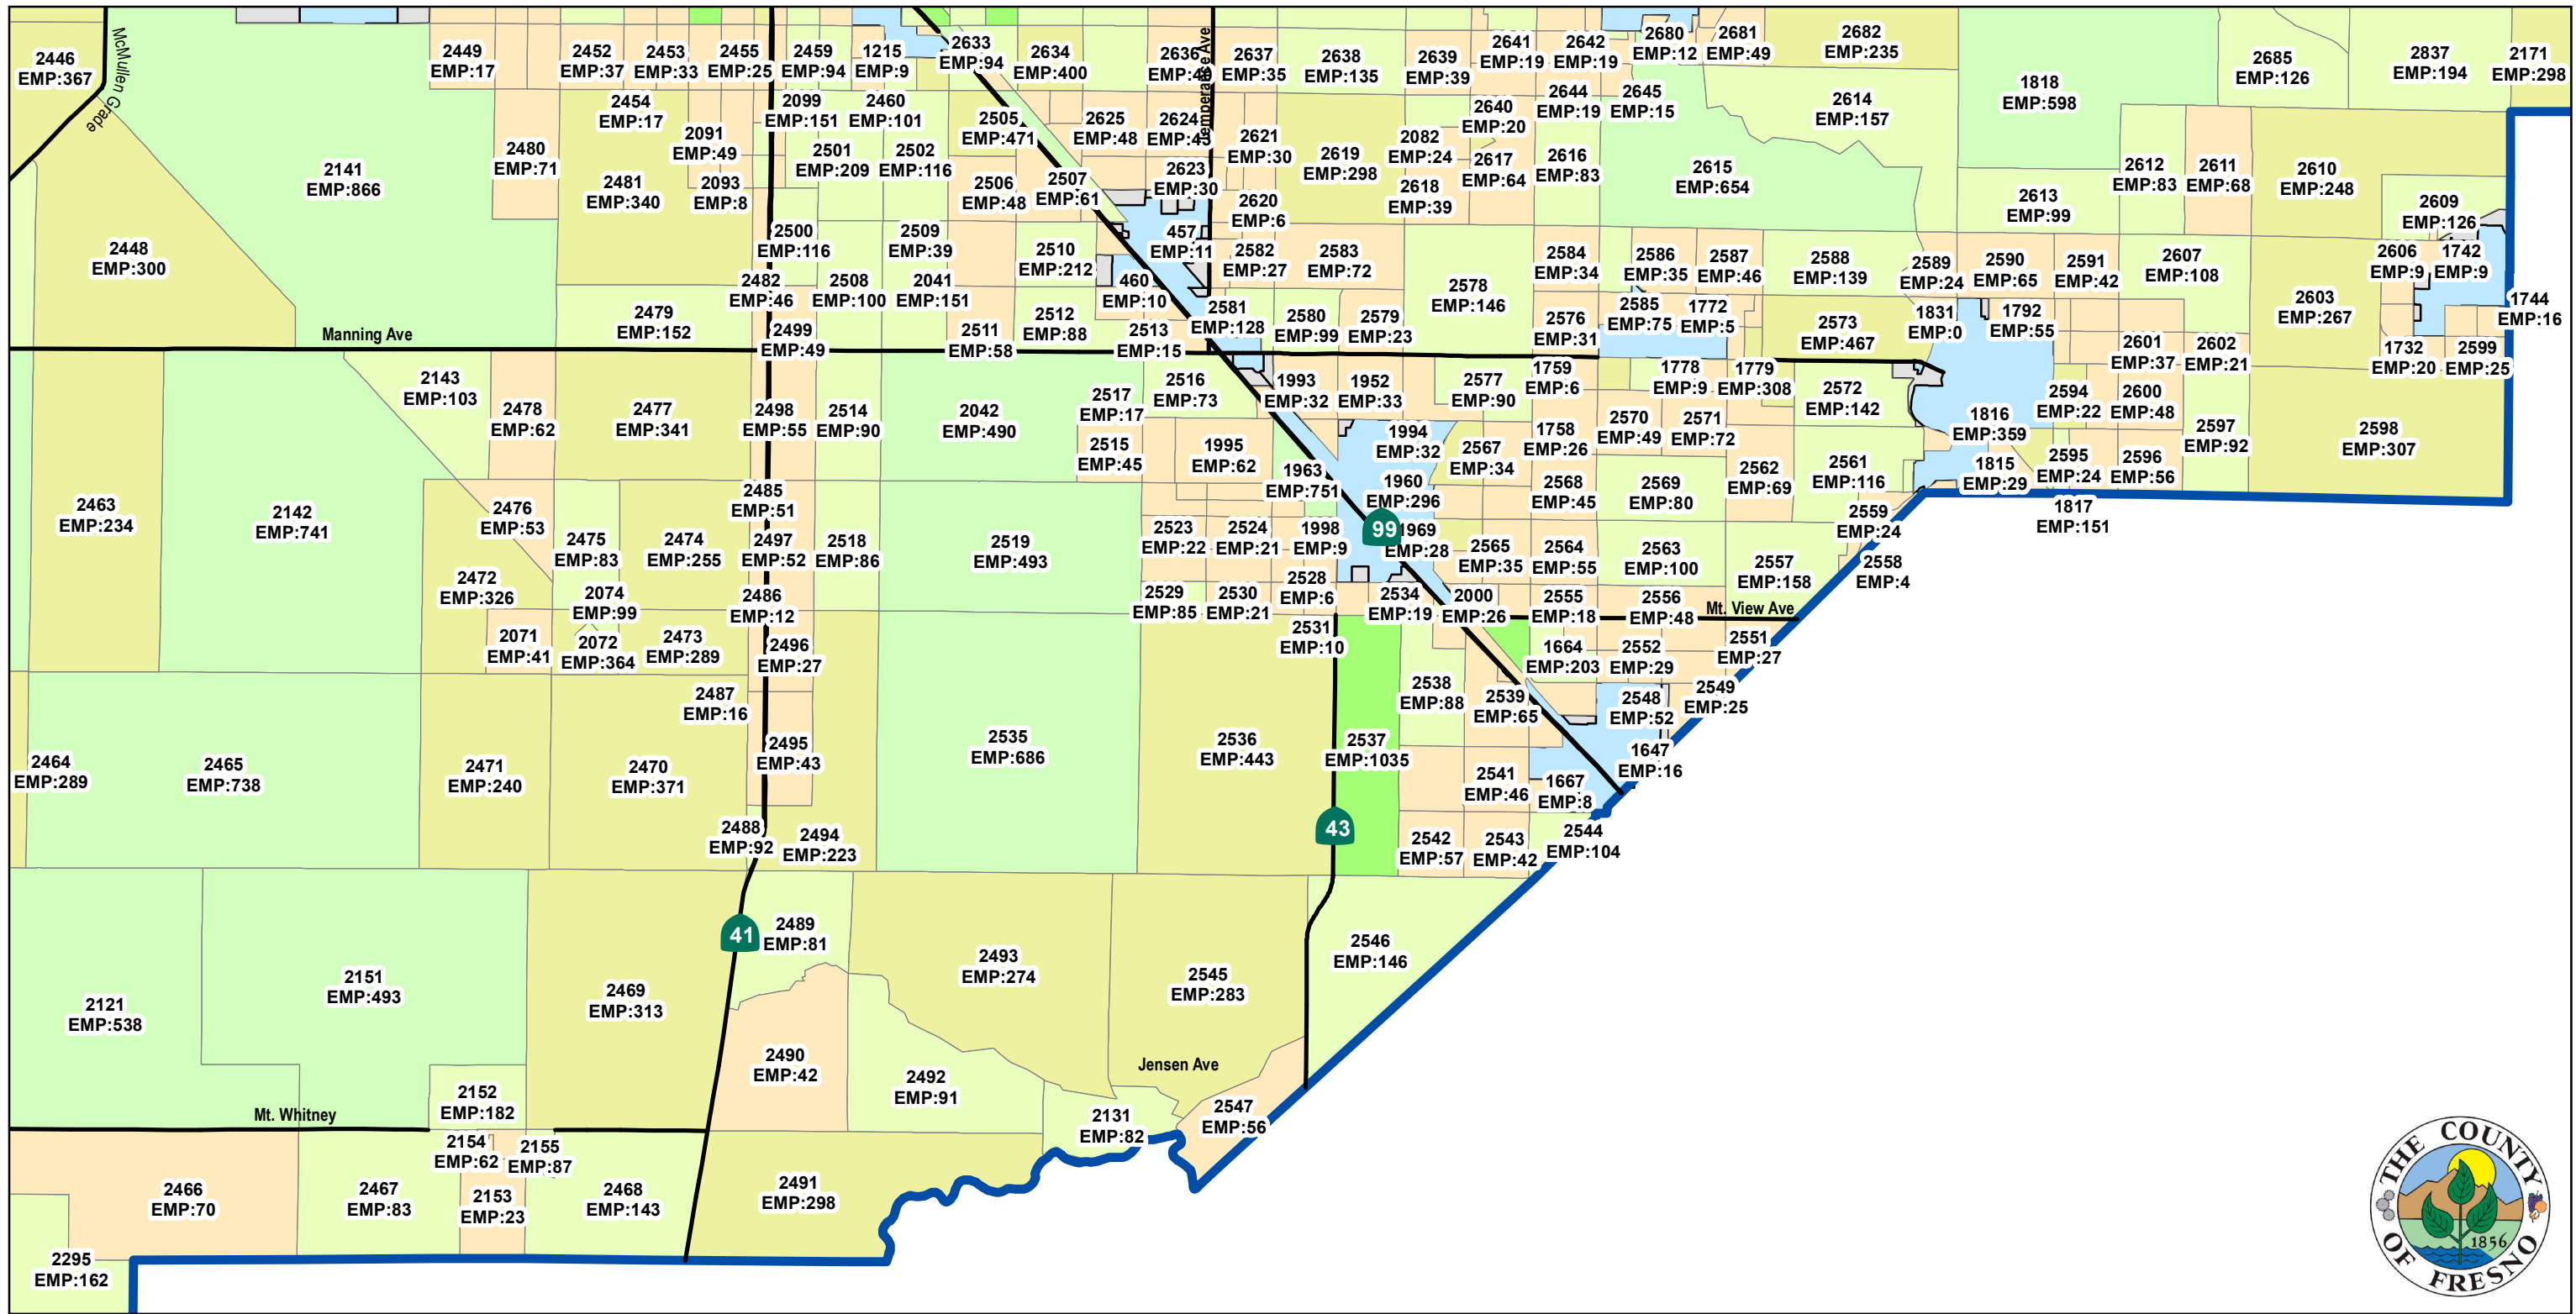 2446
EMP:367
McMullen Grade
2449
EMP:17
2452
EMP:37
2453
EMP:33
2455
EMP:25
2459
EMP:94
1215
EMP:9
2633
EMP:94
2634
EMP:400
2636
Temperance Ave
2637
EMP:35
2638
EMP:135
2639
EMP:39
2641
EMP:19
2642
EMP:19
2680
EMP:12
2681
EMP:49
2682
EMP:235
1818
EMP:598
2685
EMP:126
2837
EMP:194
2171
EMP:298
2141
EMP:866
2480
EMP:71
2454
EMP:17
2091
EMP:49
2481
EMP:340
2093
EMP:8
2099
EMP:151
2460
EMP:101
2501
EMP:209
2502
EMP:116
2505
EMP:471
2625
EMP:48
2624
EMP:43
2506
EMP:48
2507
EMP:61
2623
EMP:30
2621
EMP:30
2620
EMP:6
2619
EMP:298
2082
EMP:24
2618
EMP:39
2640
EMP:20
2617
EMP:64
2644
EMP:19
2645
EMP:15
2616
EMP:83
2615
EMP:654
2614
EMP:157
2612
EMP:83
2611
EMP:68
2610
EMP:248
2613
EMP:99
2609
EMP:126
2448
EMP:300
2500
EMP:116
2509
EMP:39
2510
EMP:212
457
EMP:11
2582
EMP:27
2583
EMP:72
2578
EMP:146
2584
EMP:34
2586
EMP:35
2587
EMP:46
2588
EMP:139
2589
EMP:24
2590
EMP:65
2591
EMP:42
2607
EMP:108
2606
EMP:9
1742
EMP:9
2482
EMP:46
2508
EMP:100
2041
EMP:151
460
EMP:10
2479
EMP:152
2512
EMP:88
2581
EMP:128
2580
EMP:99
2579
EMP:23
2576
EMP:31
2585
EMP:75
1772
EMP:5
2573
EMP:467
1831
EMP:0
1792
EMP:55
2603
EMP:267
1744
EMP:16
Manning Ave
2499
EMP:49
2511
EMP:58
2513
EMP:15
2601
EMP:37
2602
EMP:21
1732
EMP:20
2599
EMP:25
2143
EMP:103
2478
EMP:62
2477
EMP:341
2498
EMP:55
2514
EMP:90
2042
EMP:490
2517
EMP:17
2516
EMP:73
1993
EMP:32
1952
EMP:33
2577
EMP:90
1759
EMP:6
1778
EMP:9
1779
EMP:308
2572
EMP:142
2594
EMP:22
2600
EMP:48
2515
EMP:45
1995
EMP:62
1994
EMP:32
2567
EMP:34
1758
EMP:26
2570
EMP:49
2571
EMP:72
1816
EMP:359
2597
EMP:92
2598
EMP:307
1963
EMP:751
1960
EMP:296
2568
EMP:45
2569
EMP:80
2562
EMP:69
2561
EMP:116
1815
EMP:29
2595
EMP:24
2596
EMP:56
2463
EMP:234
2142
EMP:741
2476
EMP:53
2485
EMP:51
2559
EMP:24
1817
EMP:151
2475
EMP:83
2474
EMP:255
2497
EMP:52
2518
EMP:86
2519
EMP:493
2523
EMP:22
2524
EMP:21
1998
EMP:9
99
1969
EMP:28
2565
EMP:35
2564
EMP:55
2563
EMP:100
2557
EMP:158
2558
EMP:4
2472
EMP:326
2074
EMP:99
2486
EMP:12
2529
EMP:85
2530
EMP:21
2528
EMP:6
2534
EMP:19
2000
EMP:26
2555
EMP:18
2556
EMP:48
Mt. View Ave
2071
EMP:41
2072
EMP:364
2473
EMP:289
2496
EMP:27
2531
EMP:10
1664
EMP:203
2552
EMP:29
2551
EMP:27
2487
EMP:16
2538
EMP:88
2539
EMP:65
2548
EMP:52
2549
EMP:25
2464
EMP:289
2465
EMP:738
2471
EMP:240
2470
EMP:371
2495
EMP:43
2535
EMP:686
2536
EMP:443
2537
EMP:1035
2541
EMP:46
1667
EMP:8
1647
EMP:16
2488
EMP:92
2494
EMP:223
43
2542
EMP:57
2543
EMP:42
2544
EMP:104
41
2489
EMP:81
2493
EMP:274
2545
EMP:283
2546
EMP:146
2121
EMP:538
2151
EMP:493
2469
EMP:313
2490
EMP:42
2492
EMP:91
Jensen Ave
2152
EMP:182
Mt. Whitney
2131
EMP:82
2547
EMP:56
2154
EMP:62
2155
EMP:87
2466
EMP:70
2467
EMP:83
2153
EMP:23
2468
EMP:143
2491
EMP:298
2295
EMP:162
THE COUNTY
1856
OF FRESNO